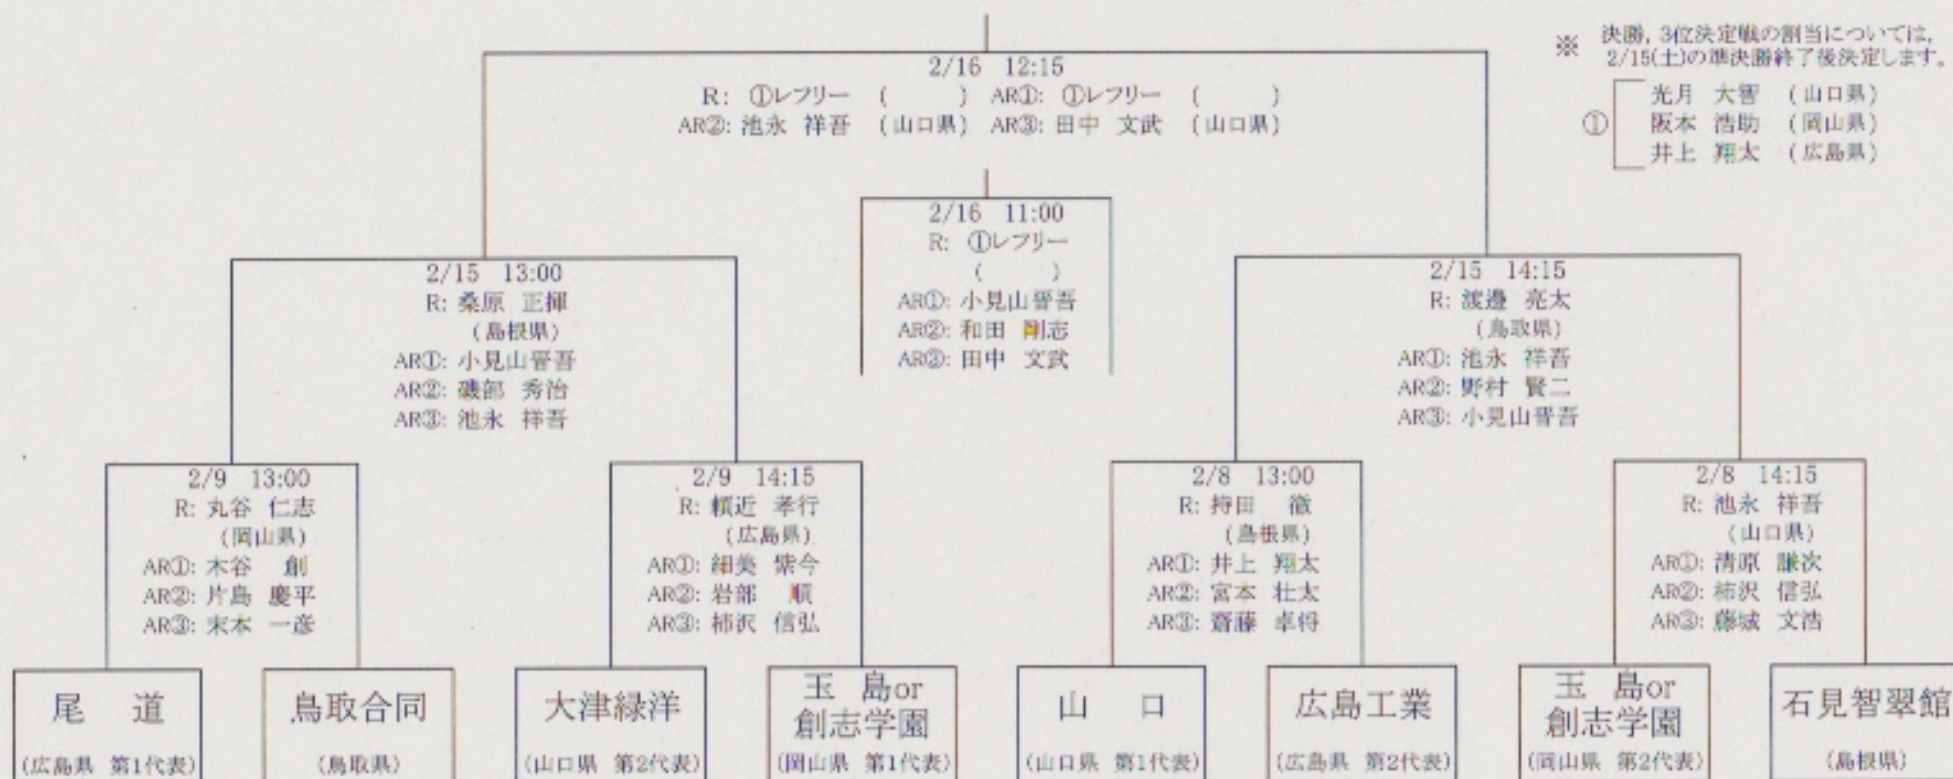 ※ 決勝, 3位決定戦の割当については,
2/15(土)の準決勝終了後決定します。
① 光月 大智 (山口県)
阪本 浩助 (岡山県)
井上 翔太 (広島県)
2/16 12:15
R: ①レフリー ( ) AR①: ①レフリー ( )
AR②: 池永 祥吾 (山口県) AR③: 田中 文武 (山口県)
2/16 11:00
R: ①レフリー
( )
AR①: 小見山晋吾
AR②: 和田 剛志
AR③: 田中 文武
2/15 13:00
R: 桑原 正揮
(島根県)
AR①: 小見山晋吾
AR②: 磯部 秀治
AR③: 池永 祥吾
2/15 14:15
R: 渡邊 亮太
(鳥取県)
AR①: 池永 祥吾
AR②: 野村 賢二
AR③: 小見山晋吾
2/9 13:00
R: 丸谷 仁志
(岡山県)
AR①: 木谷 創
AR②: 片島 慶平
AR③: 末本 一彦
2/9 14:15
R: 頼近 孝行
(広島県)
AR①: 細美 紫今
AR②: 岩部 順
AR③: 柿沢 信弘
2/8 13:00
R: 持田 徹
(島根県)
AR①: 井上 翔太
AR②: 宮本 壮太
AR③: 齋藤 卓将
2/8 14:15
R: 池永 祥吾
(山口県)
AR①: 清原 謙次
AR②: 柿沢 信弘
AR③: 藤城 文浩
尾 道
(広島県 第1代表)
鳥取合同
(鳥取県)
大津緑洋
(山口県 第2代表)
玉 島or
創志学園
(岡山県 第1代表)
山 口
(山口県 第1代表)
広島工業
(広島県 第2代表)
玉 島or
創志学園
(岡山県 第2代表)
石見智翠館
(島根県)